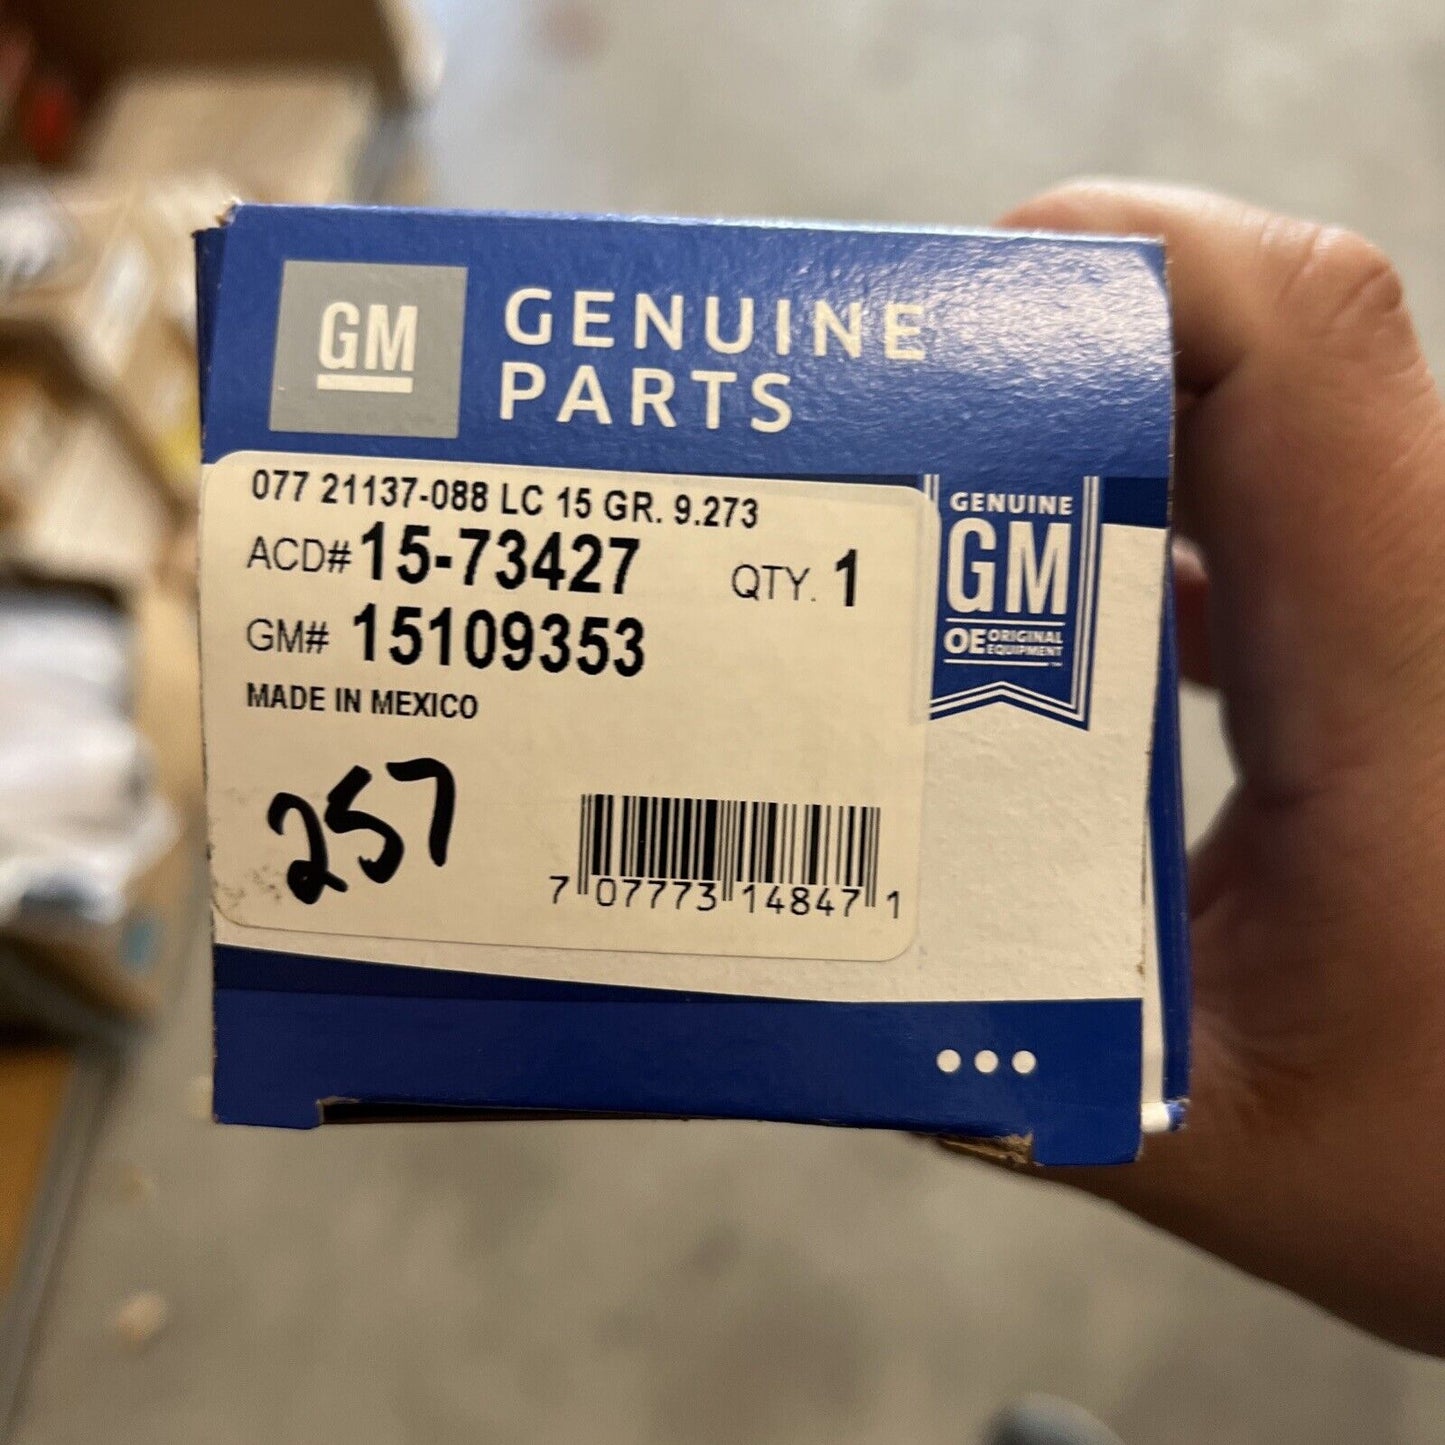 GM
GENUINE
PARTS
077 21137-088 LC 15 GR. 9.273
ACD# 15-73427 QTY. 1
GM# 15109353
MADE IN MEXICO
257
7 07773 14847 1
GENUINE
GM
OE ORIGINAL
EQUIPMENT
™